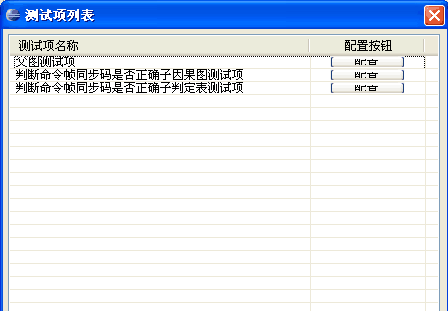 测试项列表
测试项名称 配置按钮
父图测试项 配置
判断命令帧同步码是否正确子因果图测试项 配置
判断命令帧同步码是否正确子判定表测试项 配置